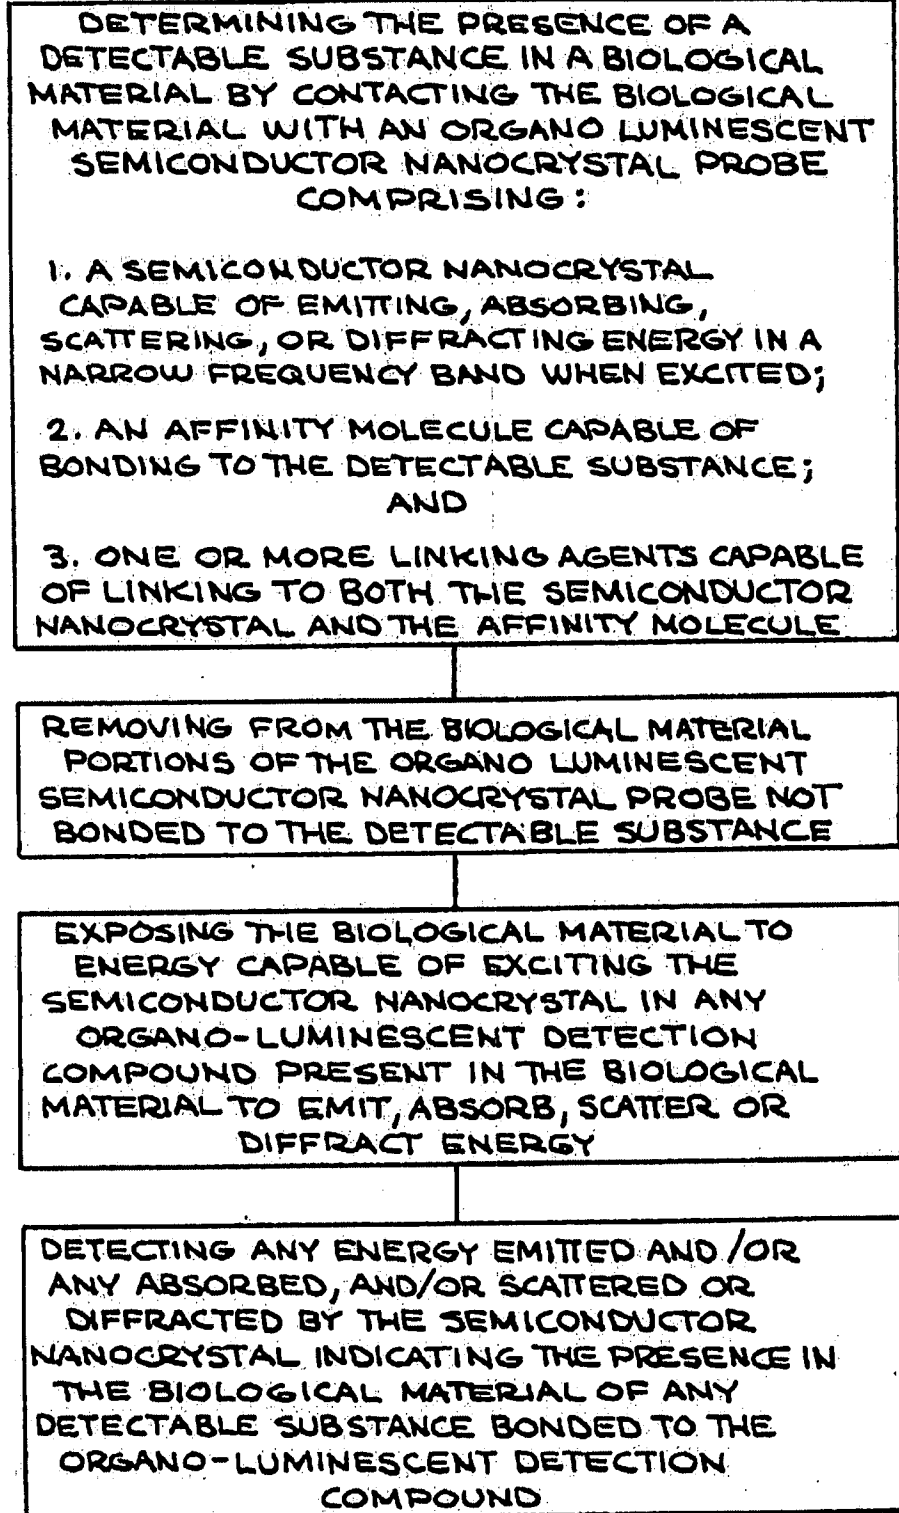 DETERMINING THE PRESENCE OF A
DETECTABLE SUBSTANCE IN A BIOLOGICAL
MATERIAL BY CONTACTING THE BIOLOGICAL
MATERIAL WITH AN ORGANO LUMINESCENT
SEMICONDUCTOR NANOCRYSTAL PROBE
COMPRISING:
1. A SEMICONDUCTOR NANOCRYSTAL
CAPABLE OF EMITTING, ABSORBING,
SCATTERING, OR DIFFRACTING ENERGY IN A
NARROW FREQUENCY BAND WHEN EXCITED;
2. AN AFFINITY MOLECULE CAPABLE OF
BONDING TO THE DETECTABLE SUBSTANCE;
AND
3. ONE OR MORE LINKING AGENTS CAPABLE
OF LINKING TO BOTH THE SEMICONDUCTOR
NANOCRYSTAL AND THE AFFINITY MOLECULE
REMOVING FROM THE BIOLOGICAL MATERIAL
PORTIONS OF THE ORGANO LUMINESCENT
SEMICONDUCTOR NANOCRYSTAL PROBE NOT
BONDED TO THE DETECTABLE SUBSTANCE
EXPOSING THE BIOLOGICAL MATERIAL TO
ENERGY CAPABLE OF EXCITING THE
SEMICONDUCTOR NANOCRYSTAL IN ANY
ORGANO-LUMINESCENT DETECTION
COMPOUND PRESENT IN THE BIOLOGICAL
MATERIAL TO EMIT, ABSORB, SCATTER OR
DIFFRACT ENERGY
DETECTING ANY ENERGY EMITTED AND/OR
ANY ABSORBED, AND/OR SCATTERED OR
DIFFRACTED BY THE SEMICONDUCTOR
NANOCRYSTAL INDICATING THE PRESENCE IN
THE BIOLOGICAL MATERIAL OF ANY
DETECTABLE SUBSTANCE BONDED TO THE
ORGANO-LUMINESCENT DETECTION
COMPOUND